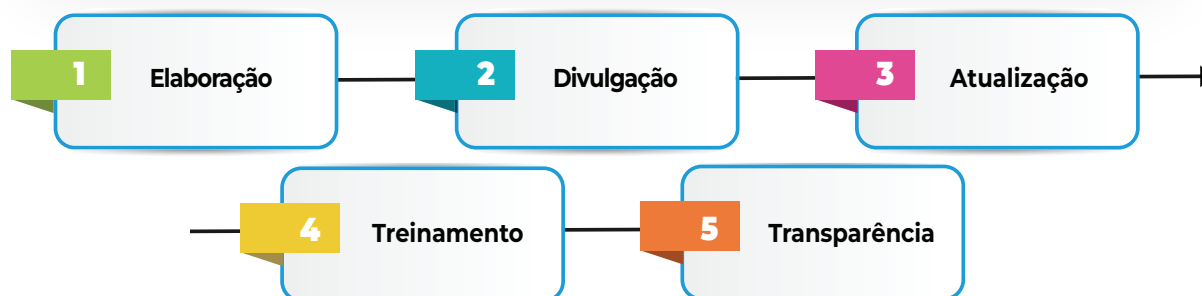 1 Elaboração
2 Divulgação
3 Atualização
4 Treinamento
5 Transparência